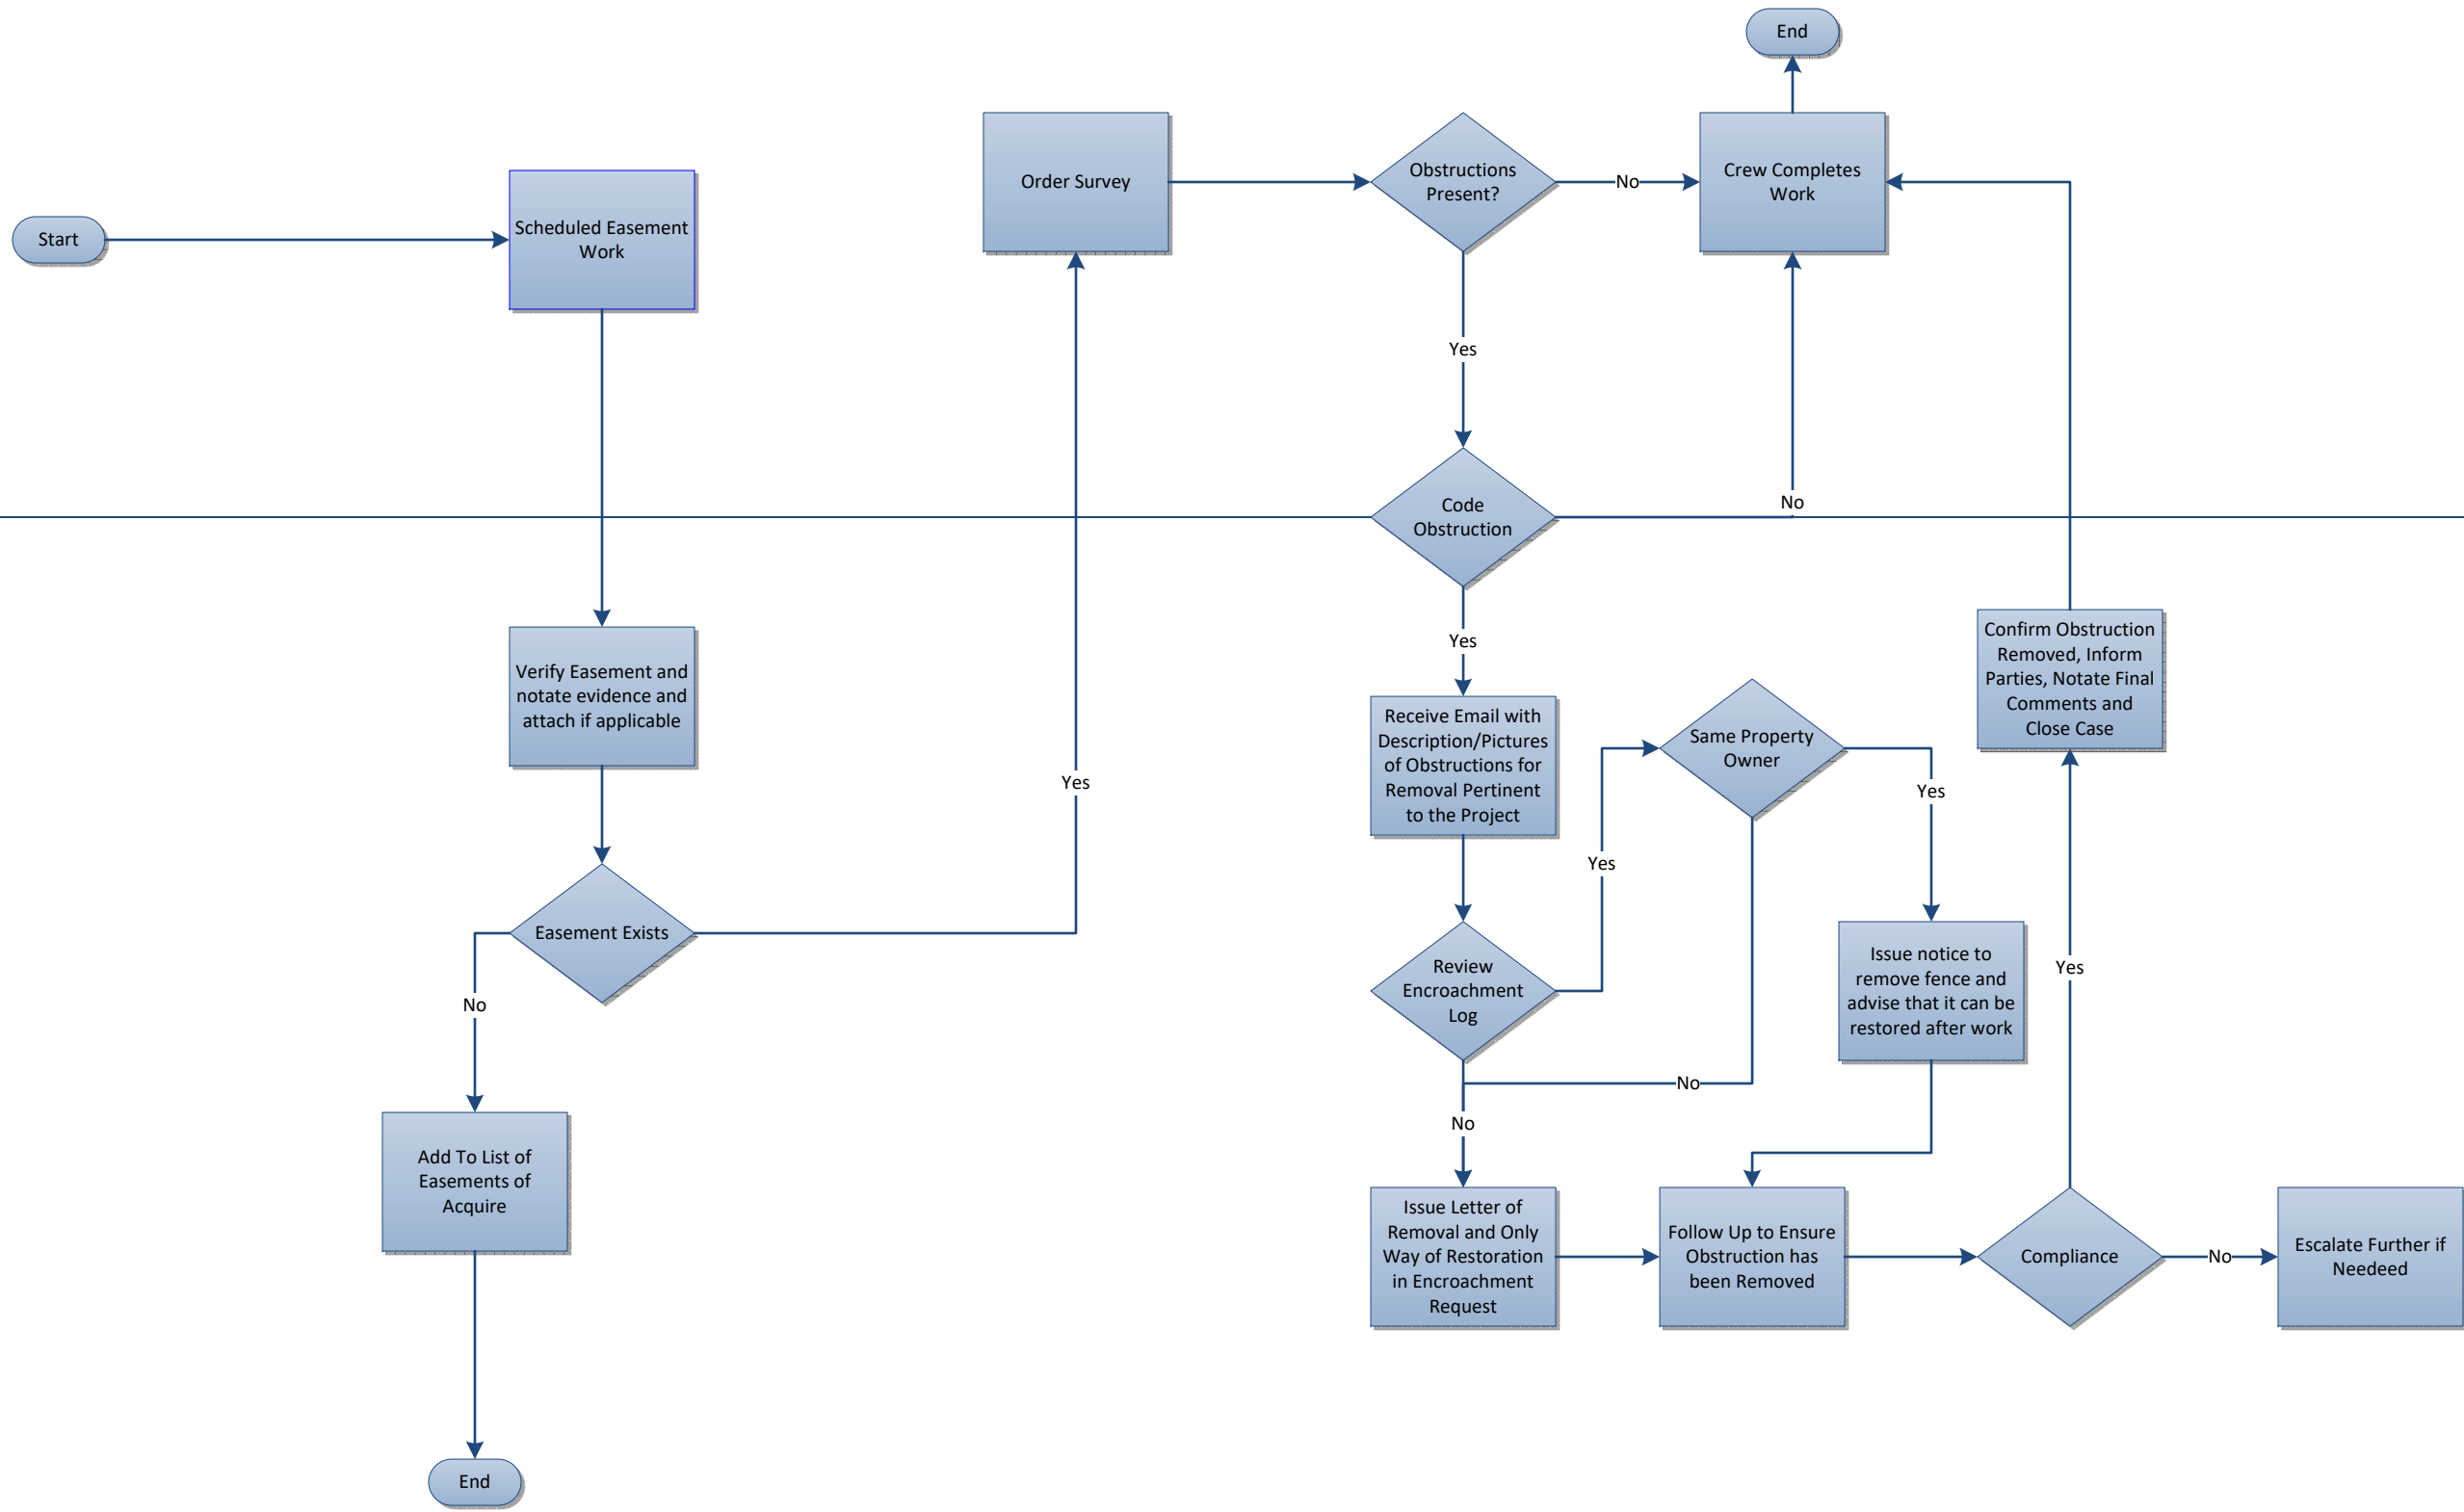 End
Order Survey
Obstructions
Present?
No
Crew Completes
Work
Start
Scheduled Easement
Work
Yes
Code
Obstruction
No
Verify Easement and
notate evidence and
attach if applicable
Yes
Yes
Confirm Obstruction
Removed, Inform
Parties, Notate Final
Comments and
Close Case
Receive Email with
Description/Pictures
of Obstructions for
Removal Pertinent
to the Project
Same Property
Owner
Yes
Yes
Easement Exists
No
Review
Encroachment
Log
Issue notice to
remove fence and
advise that it can be
restored after work
Yes
No
No
Add To List of
Easements of
Acquire
Issue Letter of
Removal and Only
Way of Restoration
in Encroachment
Request
Follow Up to Ensure
Obstruction has
been Removed
Compliance
No
Escalate Further if
Needeed
End